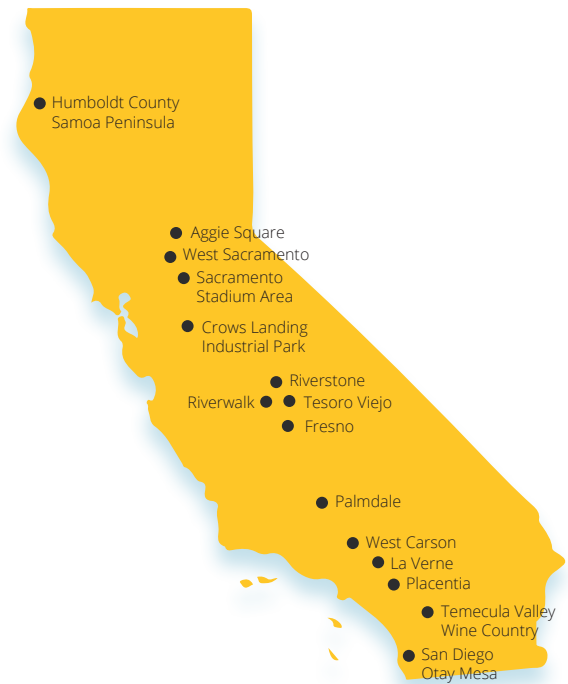 Humboldt County
Samoa Peninsula
Aggie Square
West Sacramento
Sacramento
Stadium Area
Crows Landing
Industrial Park
Riverstone
Riverwalk
Tesoro Viejo
Fresno
Palmdale
West Carson
La Verne
Placentia
Temecula Valley
Wine Country
San Diego
Otay Mesa